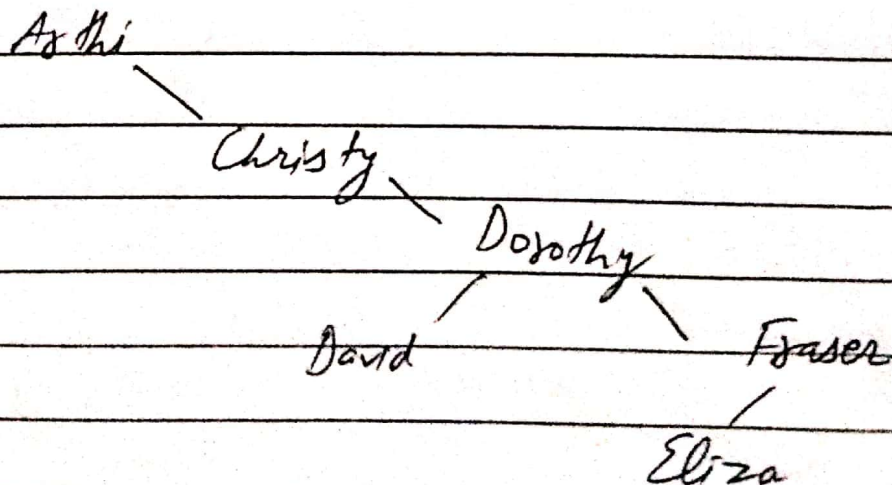 Arthi
Christy
Dorothy
David
Fraser
Eliza